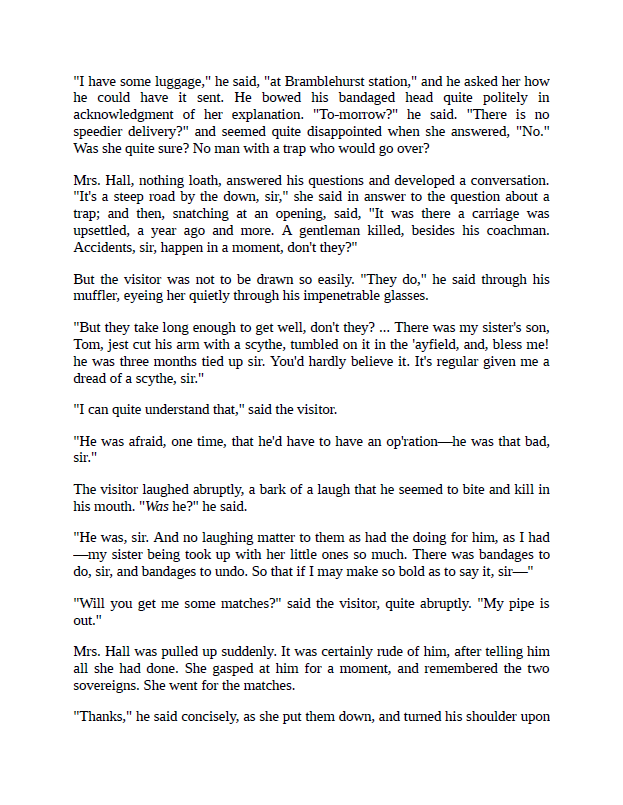 "I have some luggage," he said, "at Bramblehurst station," and he asked her how
he could have it sent. He bowed his bandaged head quite politely in
acknowledgment of her explanation. "To-morrow?" he said. "There is no
speedier delivery?" and seemed quite disappointed when she answered, "No."
Was she quite sure? No man with a trap who would go over?
Mrs. Hall, nothing loath, answered his questions and developed a conversation.
"It's a steep road by the down, sir," she said in answer to the question about a
trap; and then, snatching at an opening, said, "It was there a carriage was
upsettled, a year ago and more. A gentleman killed, besides his coachman.
Accidents, sir, happen in a moment, don't they?"
But the visitor was not to be drawn so easily. "They do," he said through his
muffler, eyeing her quietly through his impenetrable glasses.
"But they take long enough to get well, don't they? ... There was my sister's son,
Tom, jest cut his arm with a scythe, tumbled on it in the 'ayfield, and, bless me!
he was three months tied up sir. You'd hardly believe it. It's regular given me a
dread of a scythe, sir."
"I can quite understand that," said the visitor.
"He was afraid, one time, that he'd have to have an op'ration—he was that bad,
sir."
The visitor laughed abruptly, a bark of a laugh that he seemed to bite and kill in
his mouth. "Was he?" he said.
"He was, sir. And no laughing matter to them as had the doing for him, as I had
—my sister being took up with her little ones so much. There was bandages to
do, sir, and bandages to undo. So that if I may make so bold as to say it, sir—"
"Will you get me some matches?" said the visitor, quite abruptly. "My pipe is
out."
Mrs. Hall was pulled up suddenly. It was certainly rude of him, after telling him
all she had done. She gasped at him for a moment, and remembered the two
sovereigns. She went for the matches.
"Thanks," he said concisely, as she put them down, and turned his shoulder upon